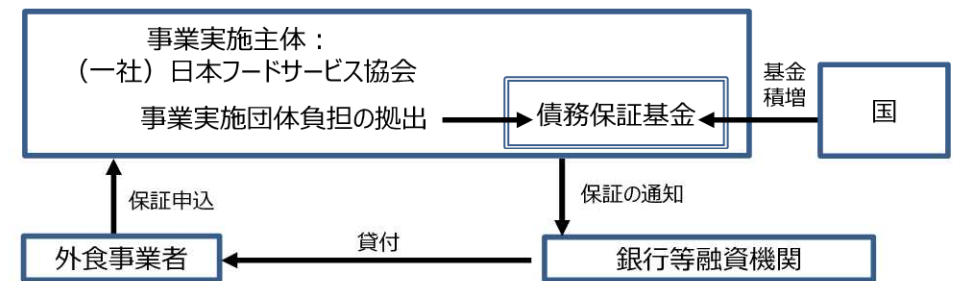 事業実施主体：
（一社）日本フードサービス協会
事業実施団体負担の拠出
債務保証基金
基金
積増
国
保証申込
保証の通知
外食事業者
貸付
銀行等融資機関